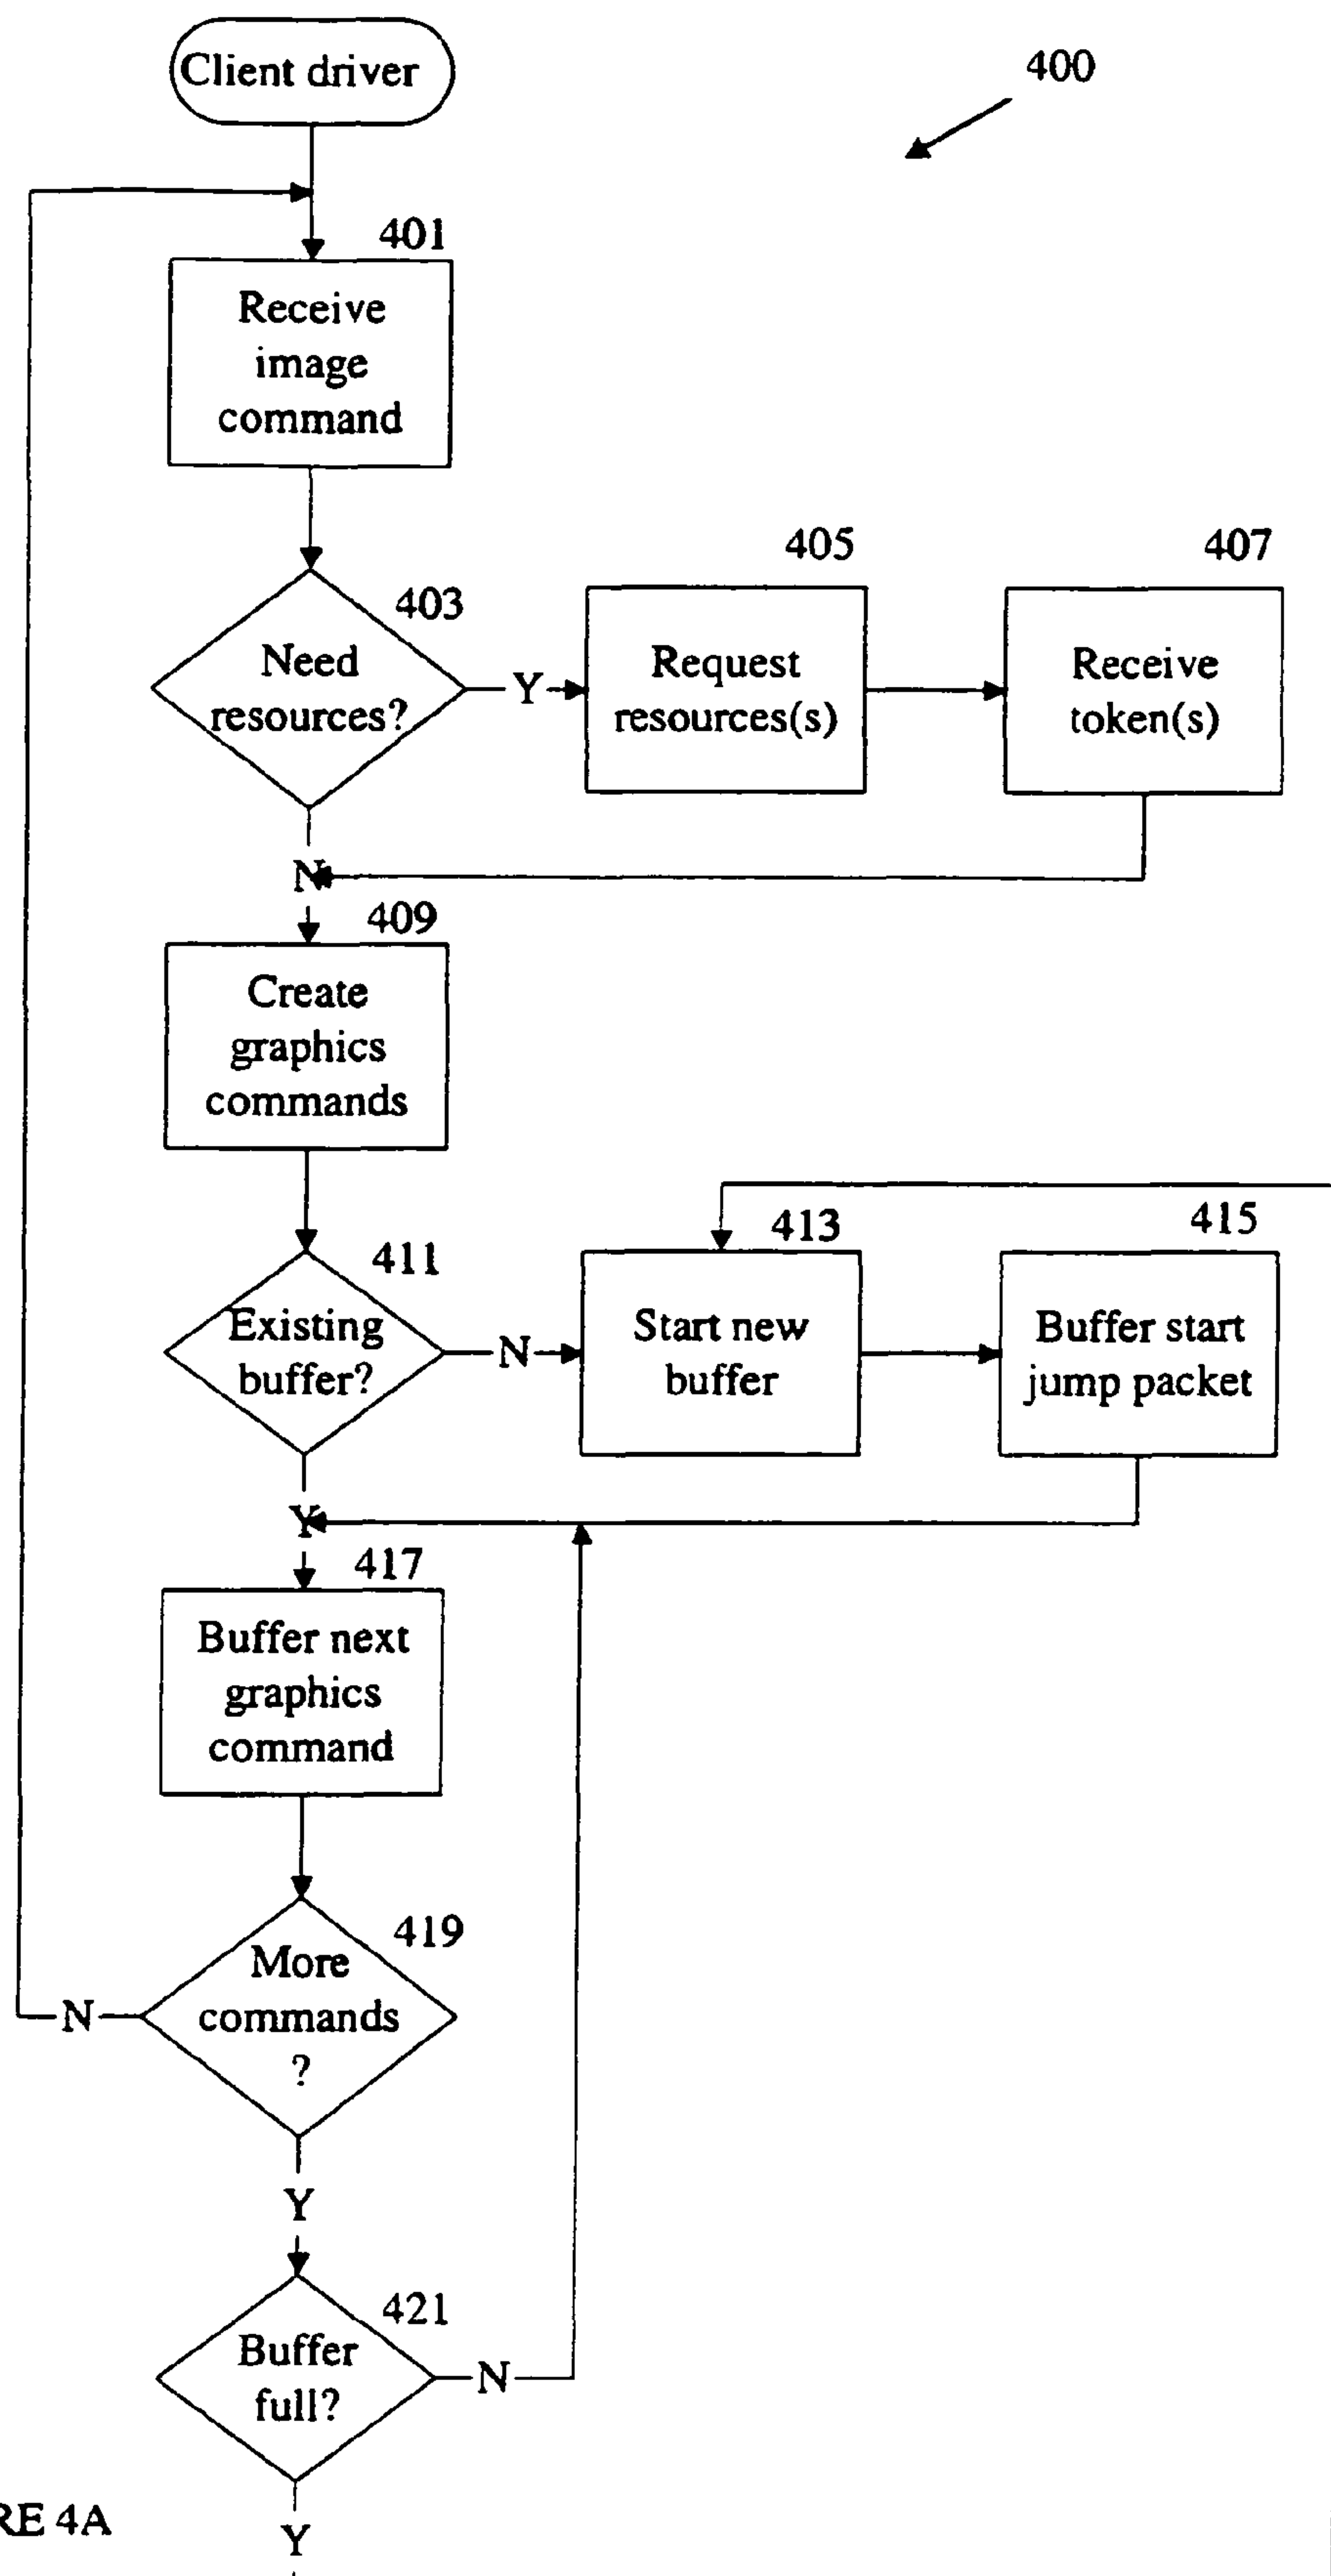 Client driver
400
401
Receive
image
command
403
Need
resources?
Y
405
Request
resources(s)
407
Receive
token(s)
N
409
Create
graphics
commands
411
Existing
buffer?
N
413
Start new
buffer
415
Buffer start
jump packet
Y
417
Buffer next
graphics
command
419
More
commands
?
N
Y
421
Buffer
full?
N
RE 4A
Y